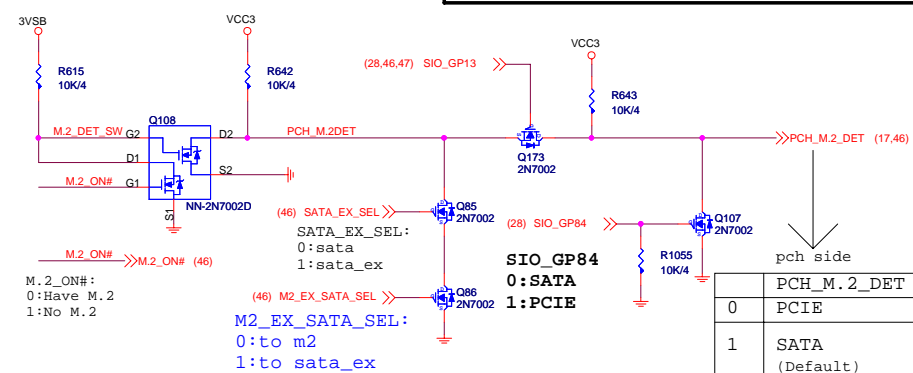 3VSB
VCC3
VCC3
(28,46,47) SIO_GP13
R615
10K/4
R642
10K/4
R643
10K/4
Q108
M.2_DET_SW
G2
D2
PCH_M.2DET
PCH_M.2_DET (17,46)
D1
Q173
2N7002
S2
M.2_ON#
G1
NN-2N7002D
S1
Q85
2N7002
(46) SATA_EX_SEL
(28) SIO_GP84
Q107
2N7002
SATA_EX_SEL:
0:sata
1:sata_ex
M.2_ON#
M.2_ON# (46)
M.2_ON#:
0:Have M.2
1:No M.2
SIO_GP84
0:SATA
1:PCIE
R1055
10K/4
pch side
(46) M2_EX_SATA_SEL
Q86
2N7002
M2_EX_SATA_SEL:
0:to m2
1:to sata_ex
PCH_M.2_DET
0 PCIE
1 SATA
(Default)